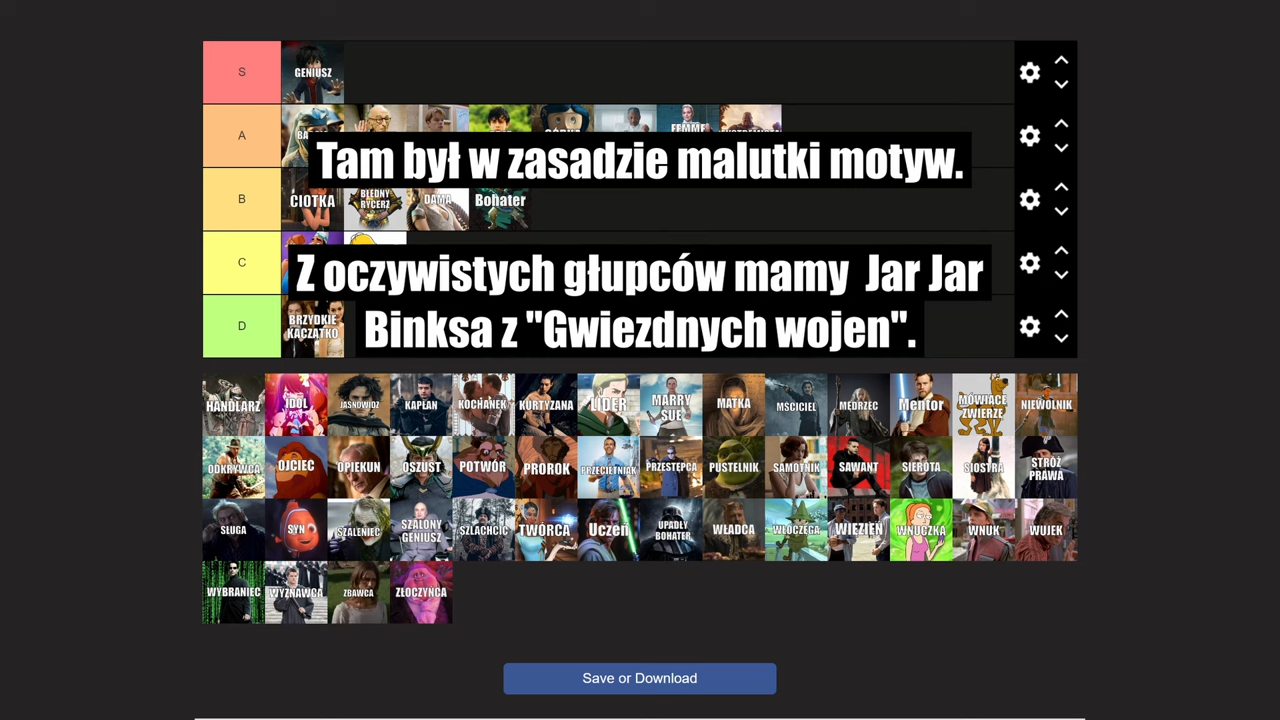 S
GENIUSZ
A
BA
FEMME
Tam był w zasadzie malutki motyw.
B
CIOTKA
BŁĘDNY
RYCERZ
DAMA
Bohater
C
Z oczywistych głupców mamy Jar Jar
Binksa z "Gwiezdnych wojen".
D
BRZYDKIE
KACZĄTKO
HANDLARZ
IDOL
JASNOWIDZ
KAPŁAN
KOCHANEK
KURTYZANA
LIDER
MARRY
SUE
MATKA
MŚCICIEL
MĘDRZEC
Mentor
MÓWIĄCE
ZWIERZĘ
NIEWOLNIK
ODKRYWCA
OJCIEC
OPIEKUN
OSZUST
POTWÓR
PROROK
PRZECIĘTNIAK
PRZESTĘPCA
PUSTELNIK
SAMOTNIK
SAWANT
SIEROTA
SIOSTRA
STRÓŻ
PRAWA
SŁUGA
SYN
SZALENIEC
SZALONY
GENIUSZ
SZLACHCIC
TWÓRCA
Uczeń
UPADŁY
BOHATER
WŁADCA
WŁÓCZĘGA
WIĘZIEŃ
WNUCZKA
WNUK
WUJEK
WYBRANIEC
WYZNAWCA
ZBAWCA
ZŁOCZYŃCA
Save or Download